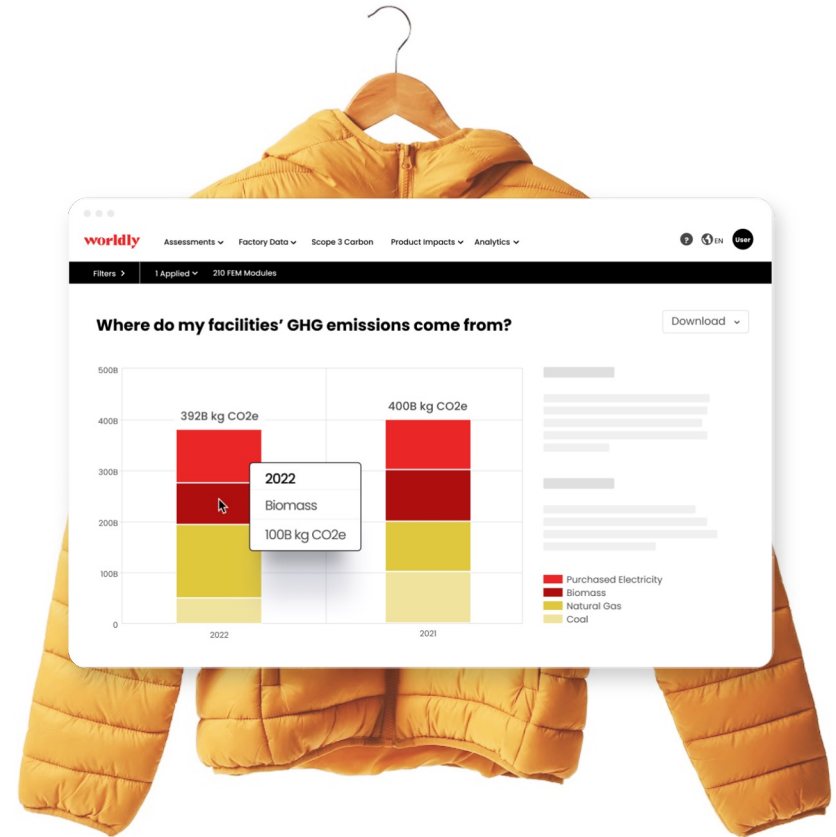 worldly
Assessments Factory Data Scope 3 Carbon Product Impacts Analytics ? EN User
Filters 1 Applied 210 FEM Modules
Where do my facilities’ GHG emissions come from?
Download
500B
400B
300B
200B
100B
0
392B kg CO2e
400B kg CO2e
2022
Biomass
100B kg CO2e
2022
2021
Purchased Electricity
Biomass
Natural Gas
Coal